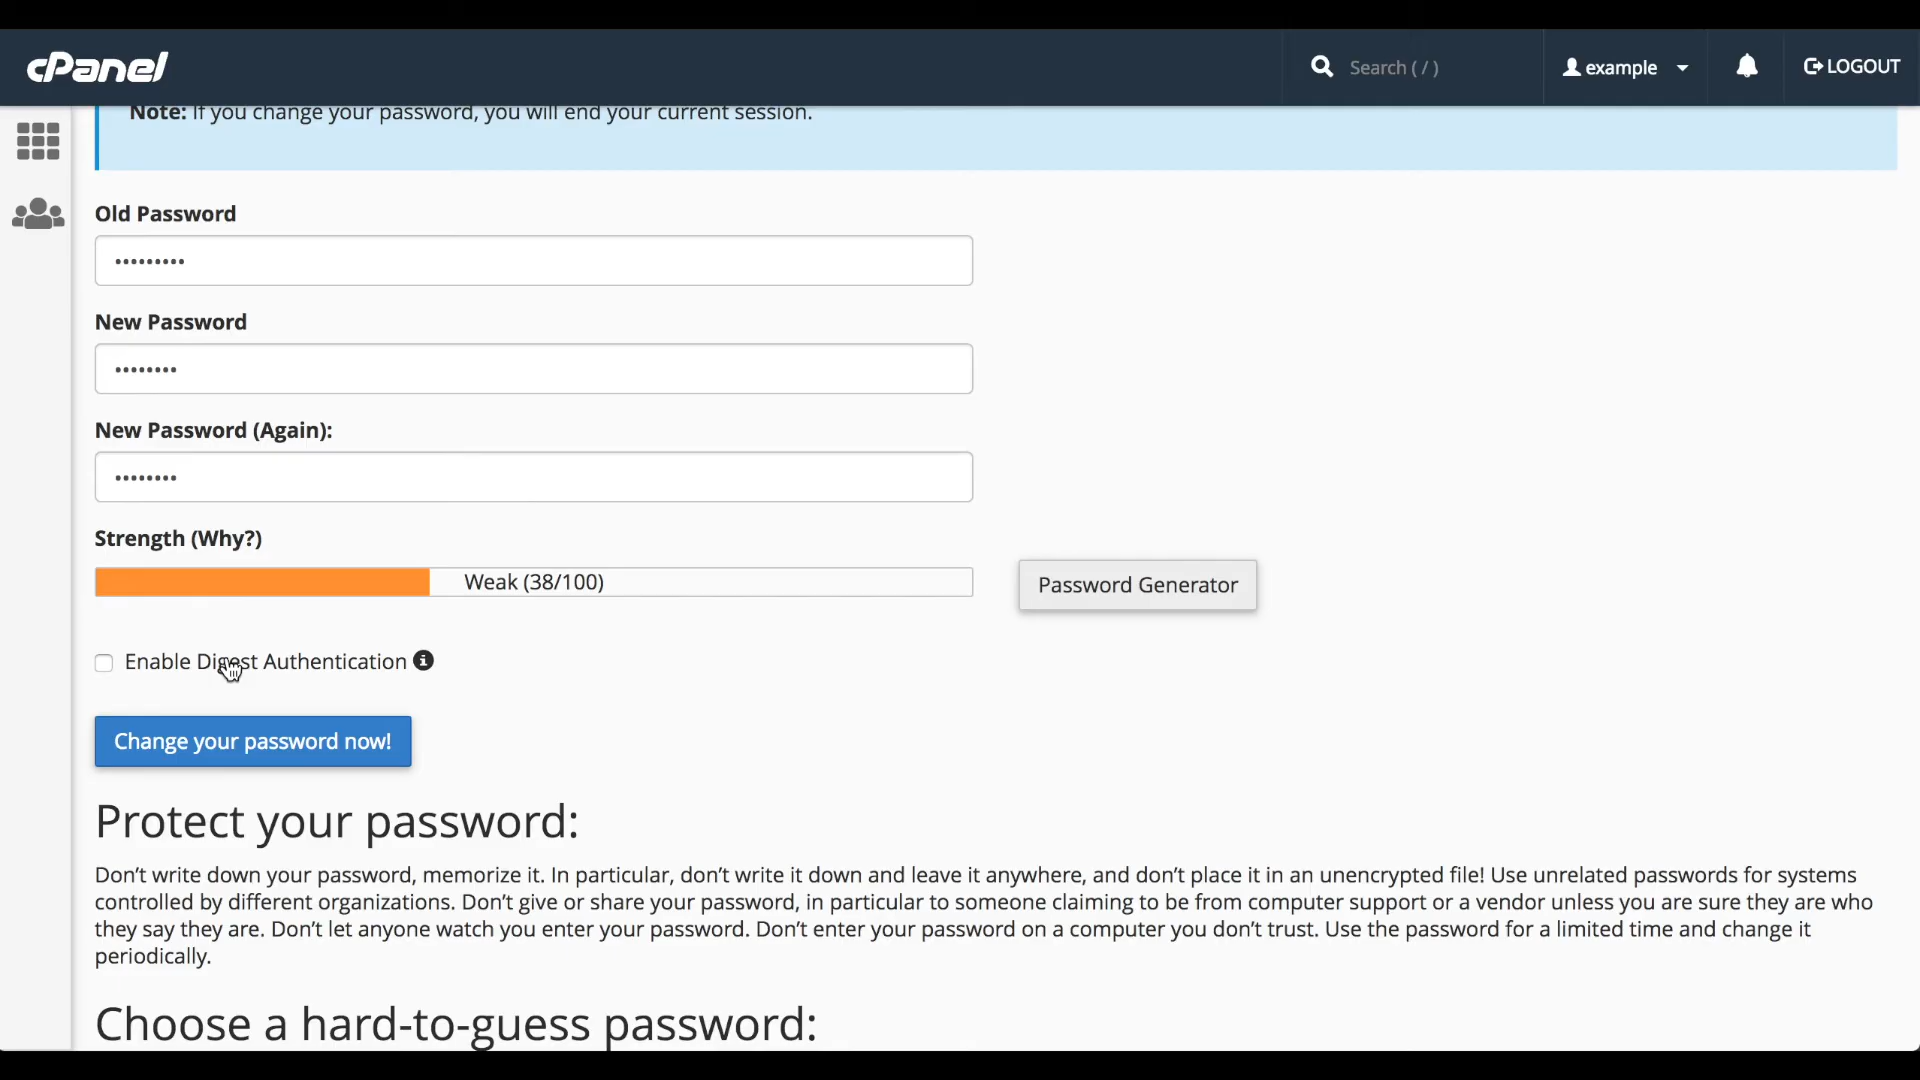 cPanel
Search ( / )
example
LOGOUT
Note: If you change your password, you will end your current session.
Old Password
•••••••••
New Password
••••••••
New Password (Again):
••••••••
Strength (Why?)
Weak (38/100)
Password Generator
Enable Digest Authentication
Change your password now!
Protect your password:
Don’t write down your password, memorize it. In particular, don’t write it down and leave it anywhere, and don’t place it in an unencrypted file! Use unrelated passwords for systems
controlled by different organizations. Don’t give or share your password, in particular to someone claiming to be from computer support or a vendor unless you are sure they are who
they say they are. Don’t let anyone watch you enter your password. Don’t enter your password on a computer you don’t trust. Use the password for a limited time and change it
periodically.
Choose a hard-to-guess password: